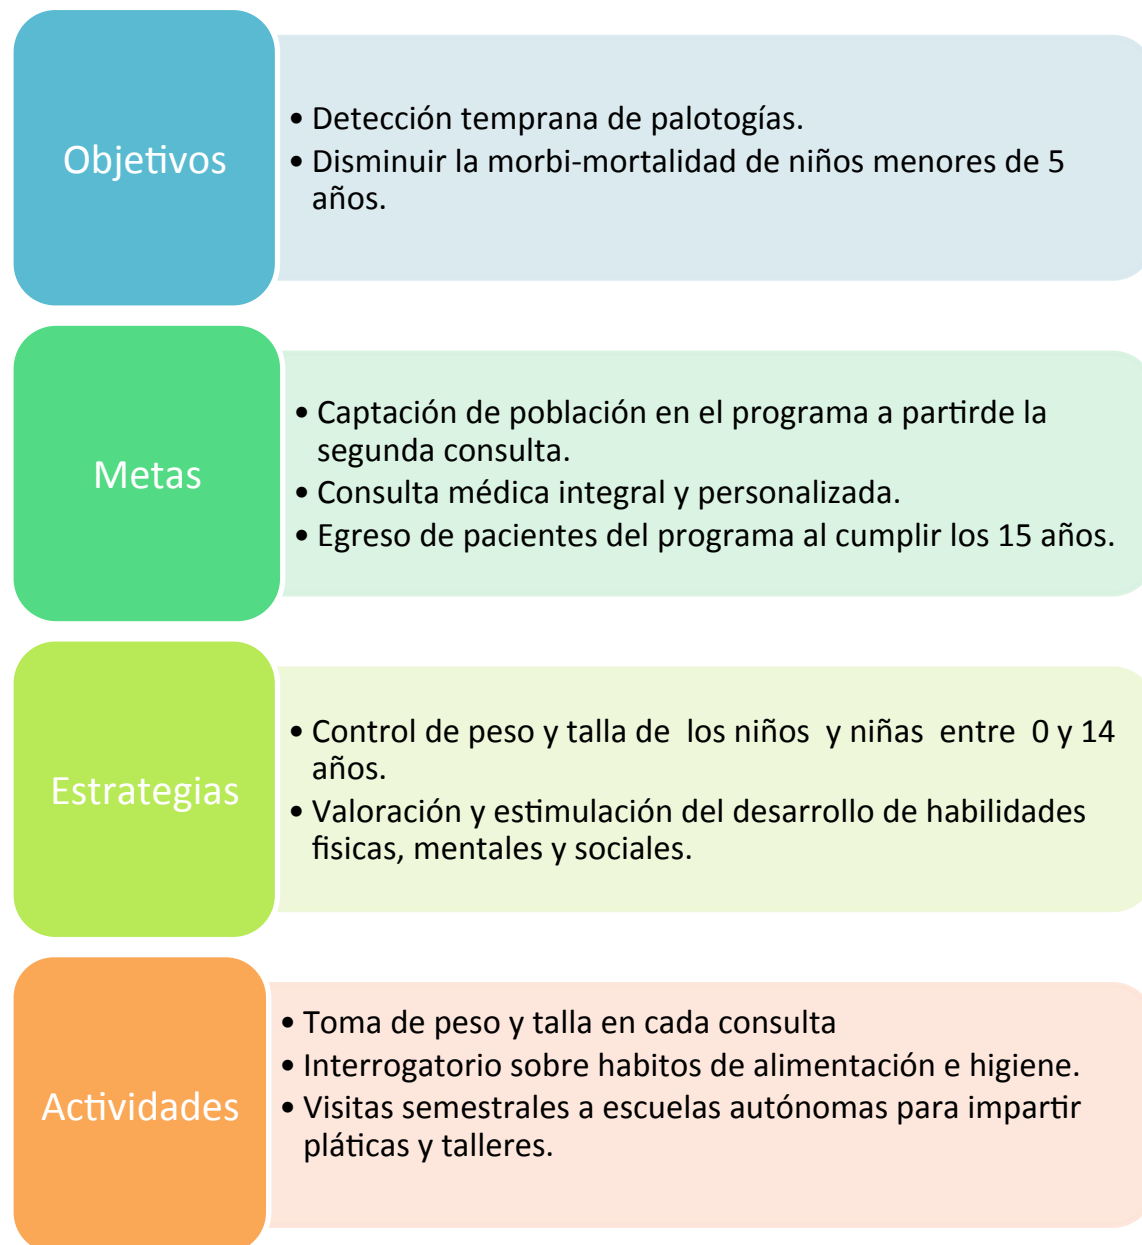 Objetivos
• Detección temprana de palotogías.
• Disminuir la morbi-mortalidad de niños menores de 5
años.
Metas
• Captación de población en el programa a partirde la
segunda consulta.
• Consulta médica integral y personalizada.
• Egreso de pacientes del programa al cumplir los 15 años.
Estrategias
• Control de peso y talla de los niños y niñas entre 0 y 14
años.
• Valoración y estimulación del desarrollo de habilidades
fisicas, mentales y sociales.
Actividades
• Toma de peso y talla en cada consulta
• Interrogatorio sobre habitos de alimentación e higiene.
• Visitas semestrales a escuelas autónomas para impartir
pláticas y talleres.